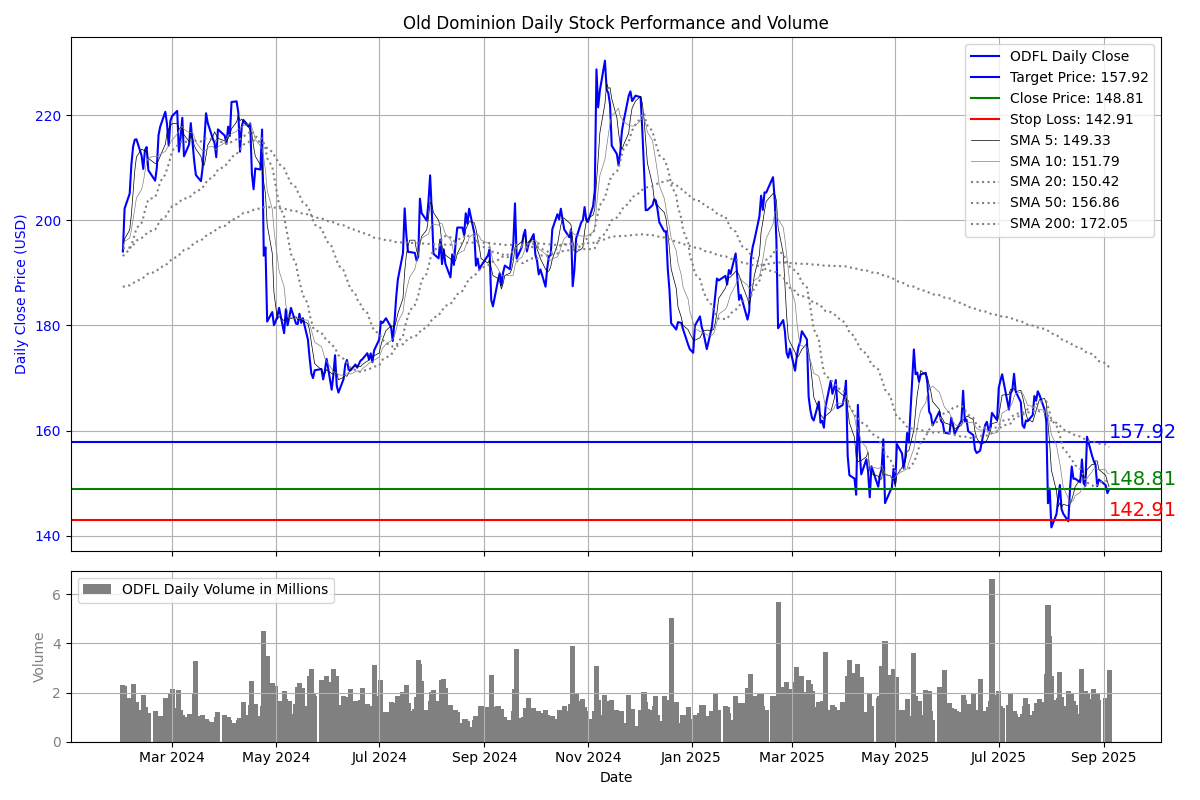 Old Dominion Daily Stock Performance and Volume
Daily Close Price (USD)
220
200
180
160
140
ODFL Daily Close
Target Price: 157.92
Close Price: 148.81
Stop Loss: 142.91
SMA 5: 149.33
SMA 10: 151.79
SMA 20: 150.42
SMA 50: 156.86
SMA 200: 172.05
157.92
148.81
142.91
ODFL Daily Volume in Millions
Volume
6
4
2
0
Mar 2024
May 2024
Jul 2024
Sep 2024
Nov 2024
Jan 2025
Mar 2025
May 2025
Jul 2025
Sep 2025
Date